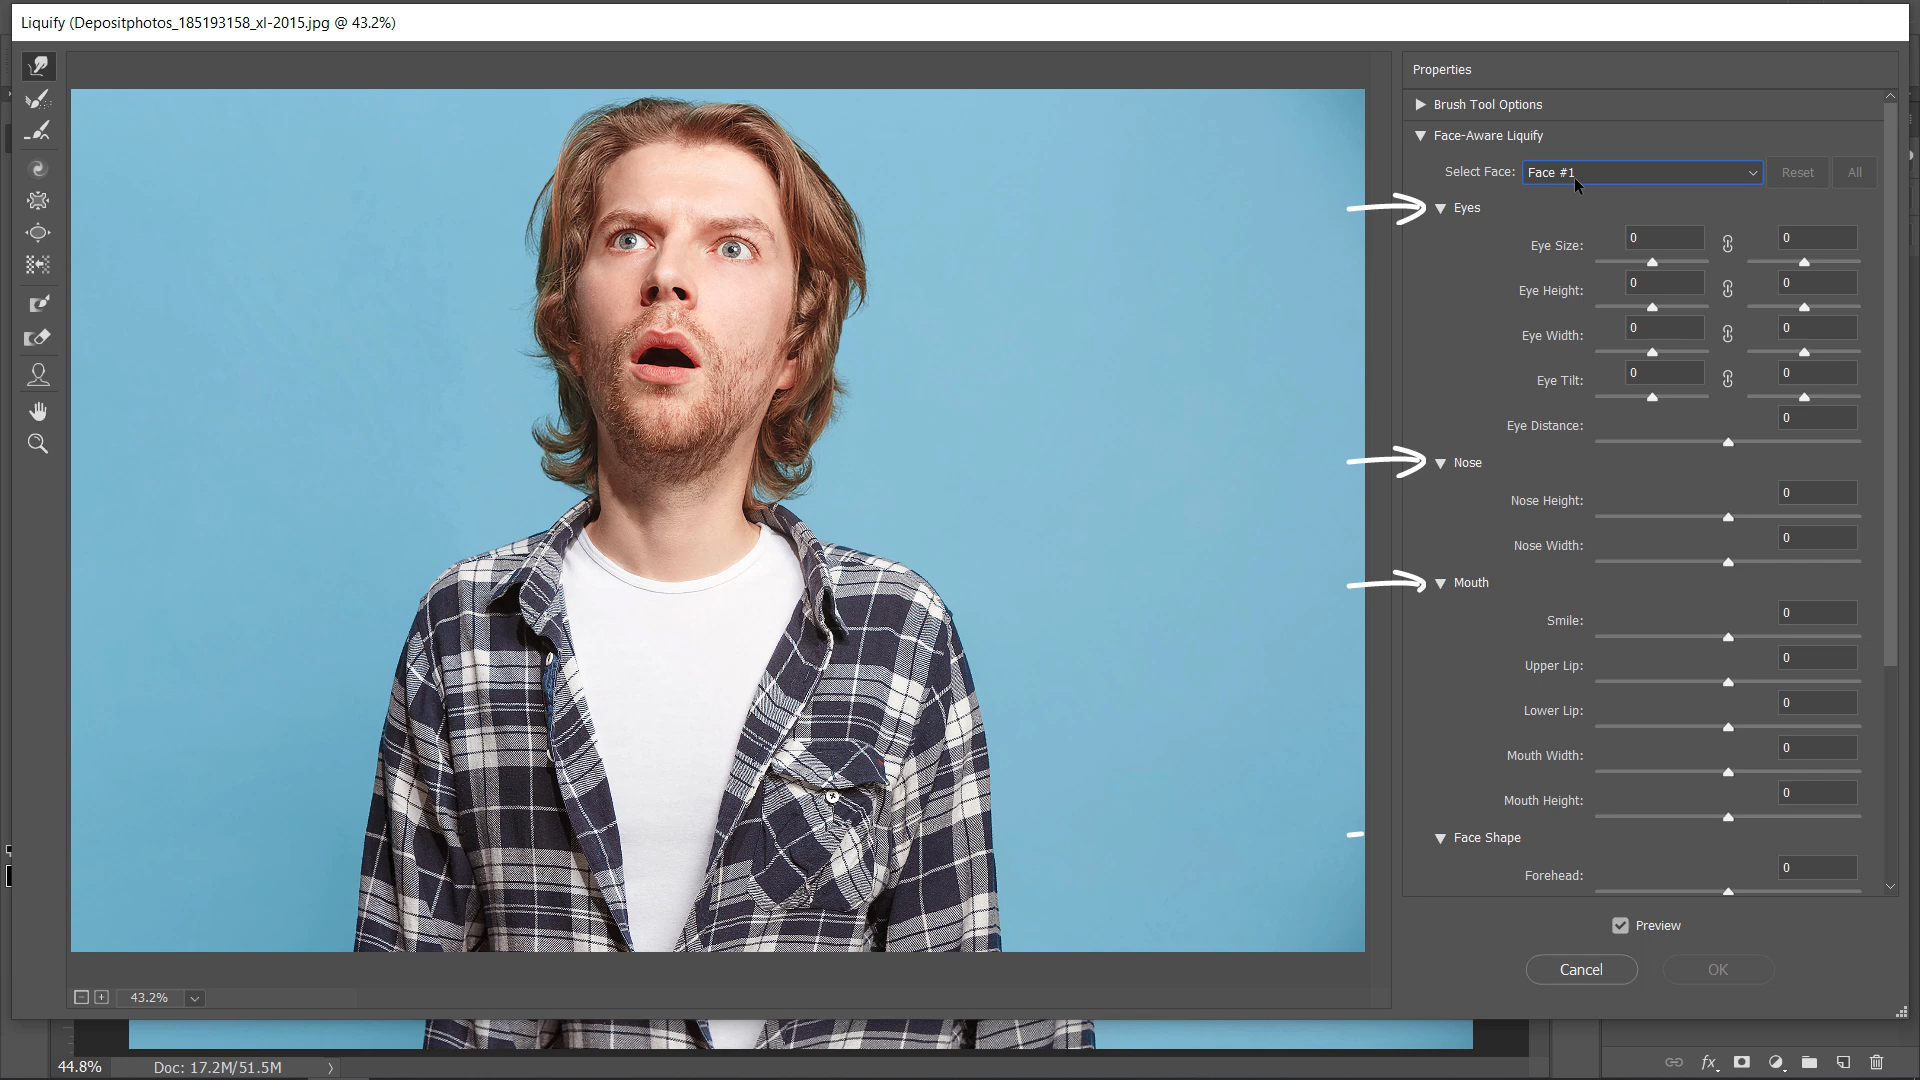 Liquify (Depositphotos_185193158_xl-2015.jpg @ 43.2%)
Properties
Brush Tool Options
Face-Aware Liquify
Select Face: Face #1 Reset All
Eyes
Eye Size: 0 0
Eye Height: 0 0
Eye Width: 0 0
Eye Tilt: 0 0
Eye Distance: 0
Nose
Nose Height: 0
Nose Width: 0
Mouth
Smile: 0
Upper Lip: 0
Lower Lip: 0
Mouth Width: 0
Mouth Height: 0
Face Shape
Forehead: 0
Preview
Cancel OK
43.2%
44.8% Doc: 17.2M/51.5M
fx